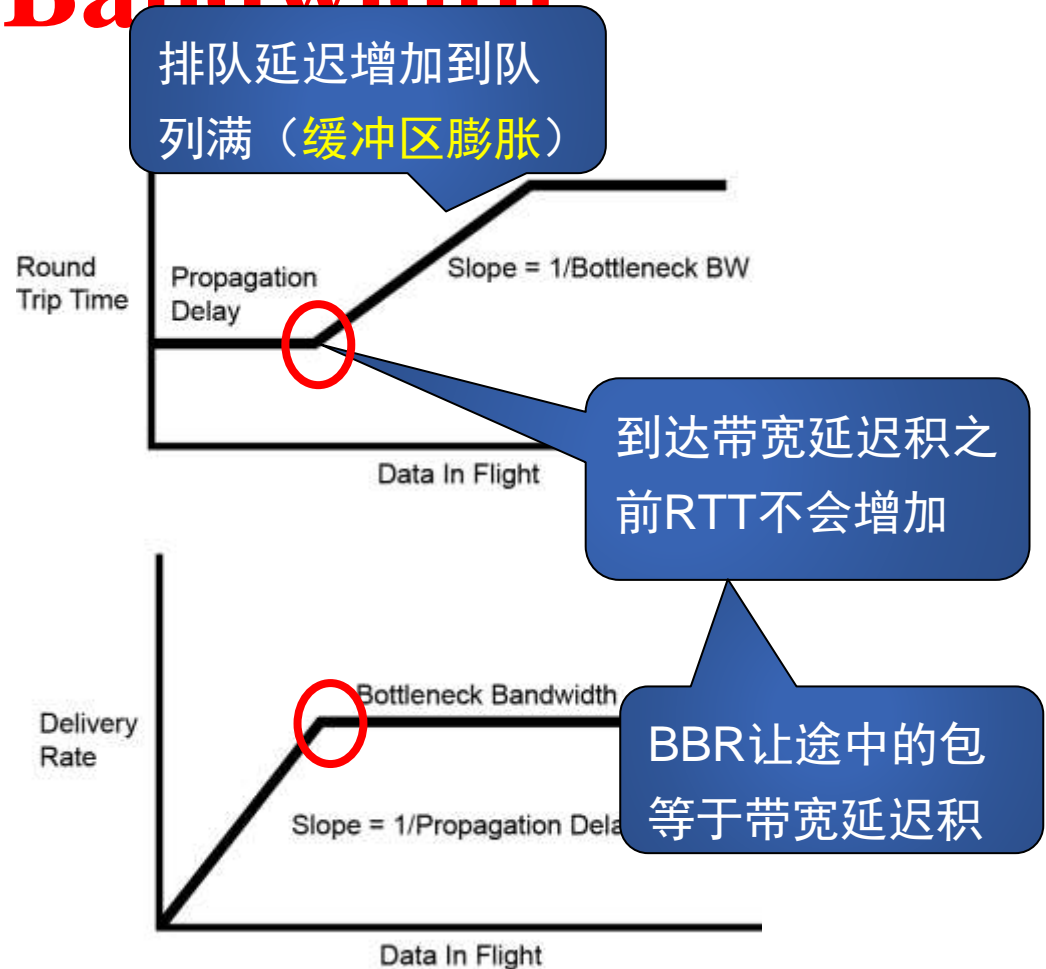 排队延迟增加到队
列满（缓冲区膨胀）
Round
Trip Time
Propagation
Delay
Slope = 1/Bottleneck BW
Data In Flight
到达带宽延迟积之
前RTT不会增加
Delivery
Rate
Bottleneck Bandwidth
Slope = 1/Propagation
BBR让途中的包
等于带宽延迟积
Data In Flight